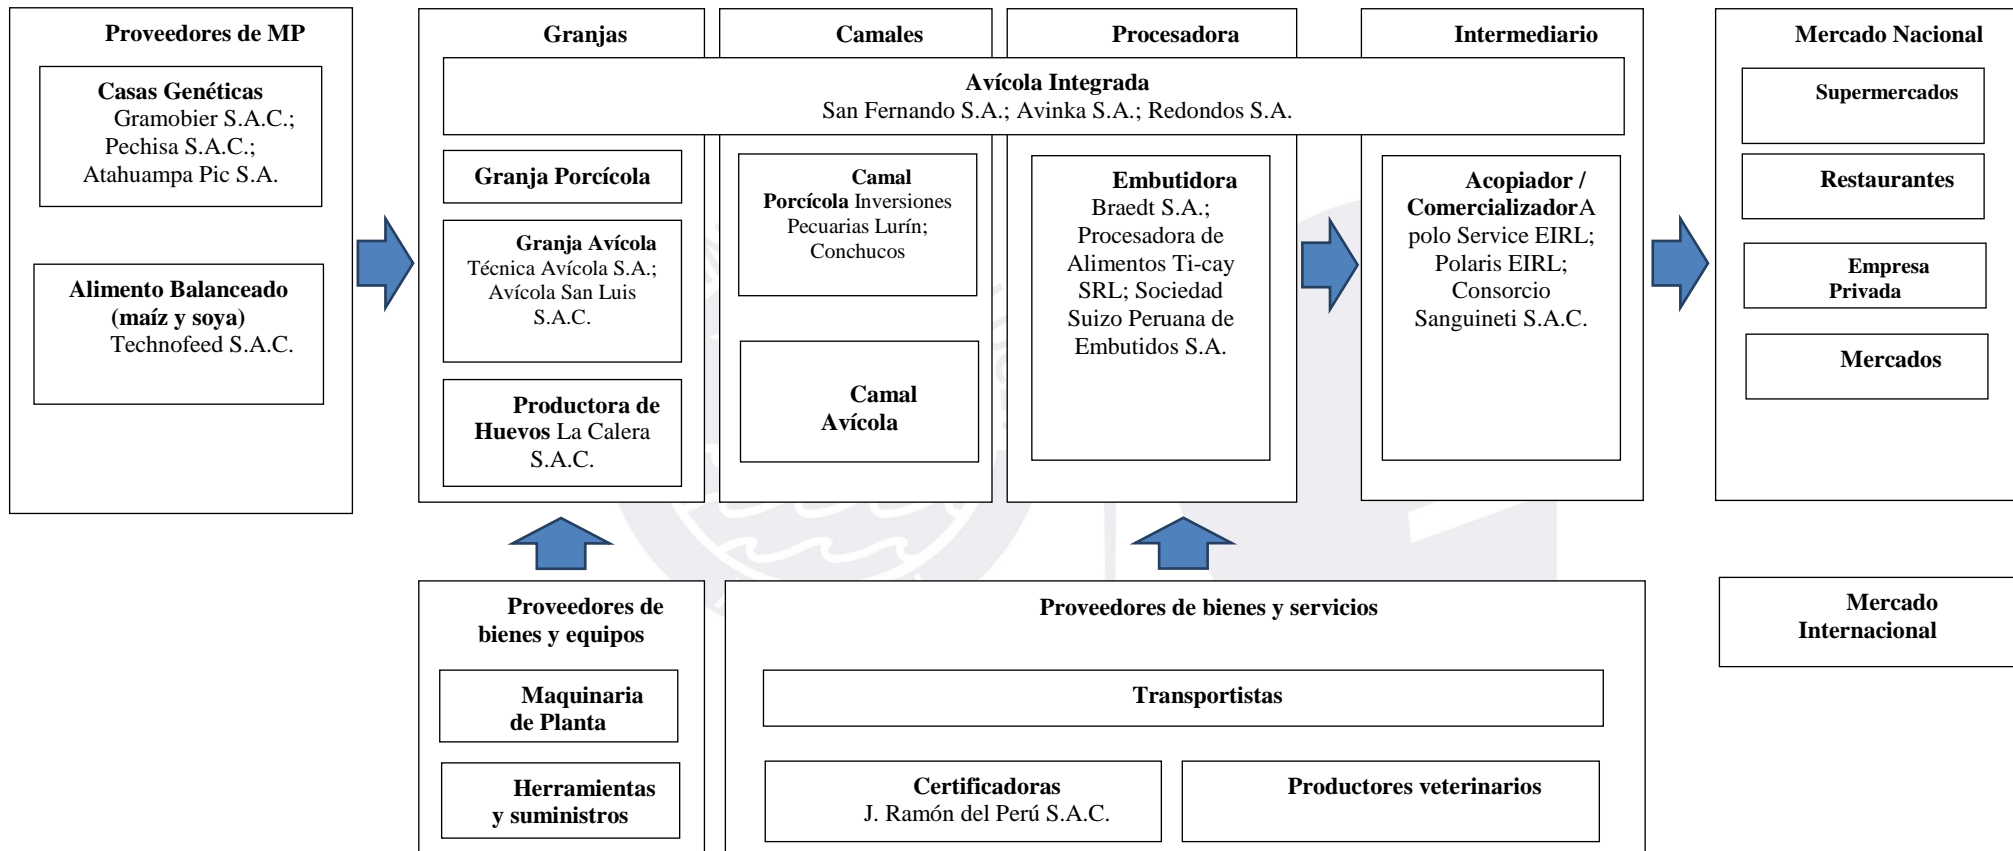 Proveedores de MP
Casas Genéticas
Gramobier S.A.C.;
Pechisa S.A.C.;
Atahuampa Pic S.A.
Alimento Balanceado
(maíz y soya)
Technofeed S.A.C.
Granjas
Camales
Procesadora
Intermediario
Avícola Integrada
San Fernando S.A.; Avinka S.A.; Redondos S.A.
Granja Porcícola
Granja Avícola
Técnica Avícola S.A.;
Avícola San Luis
S.A.C.
Productora de
Huevos La Calera
S.A.C.
Camal
Porcícola Inversiones
Pecuarias Lurín;
Conchucos
Camal
Avícola
Embutidora
Braedt S.A.;
Procesadora de
Alimentos Ti-cay
SRL; Sociedad
Suizo Peruana de
Embutidos S.A.
Acopiador /
ComercializadorA
polo Service EIRL;
Polaris EIRL;
Consorcio
Sanguineti S.A.C.
Mercado Nacional
Supermercados
Restaurantes
Empresa
Privada
Mercados
Proveedores de
bienes y equipos
Maquinaria
de Planta
Herramientas
y suministros
Proveedores de bienes y servicios
Transportistas
Certificadoras
J. Ramón del Perú S.A.C.
Productores veterinarios
Mercado
Internacional